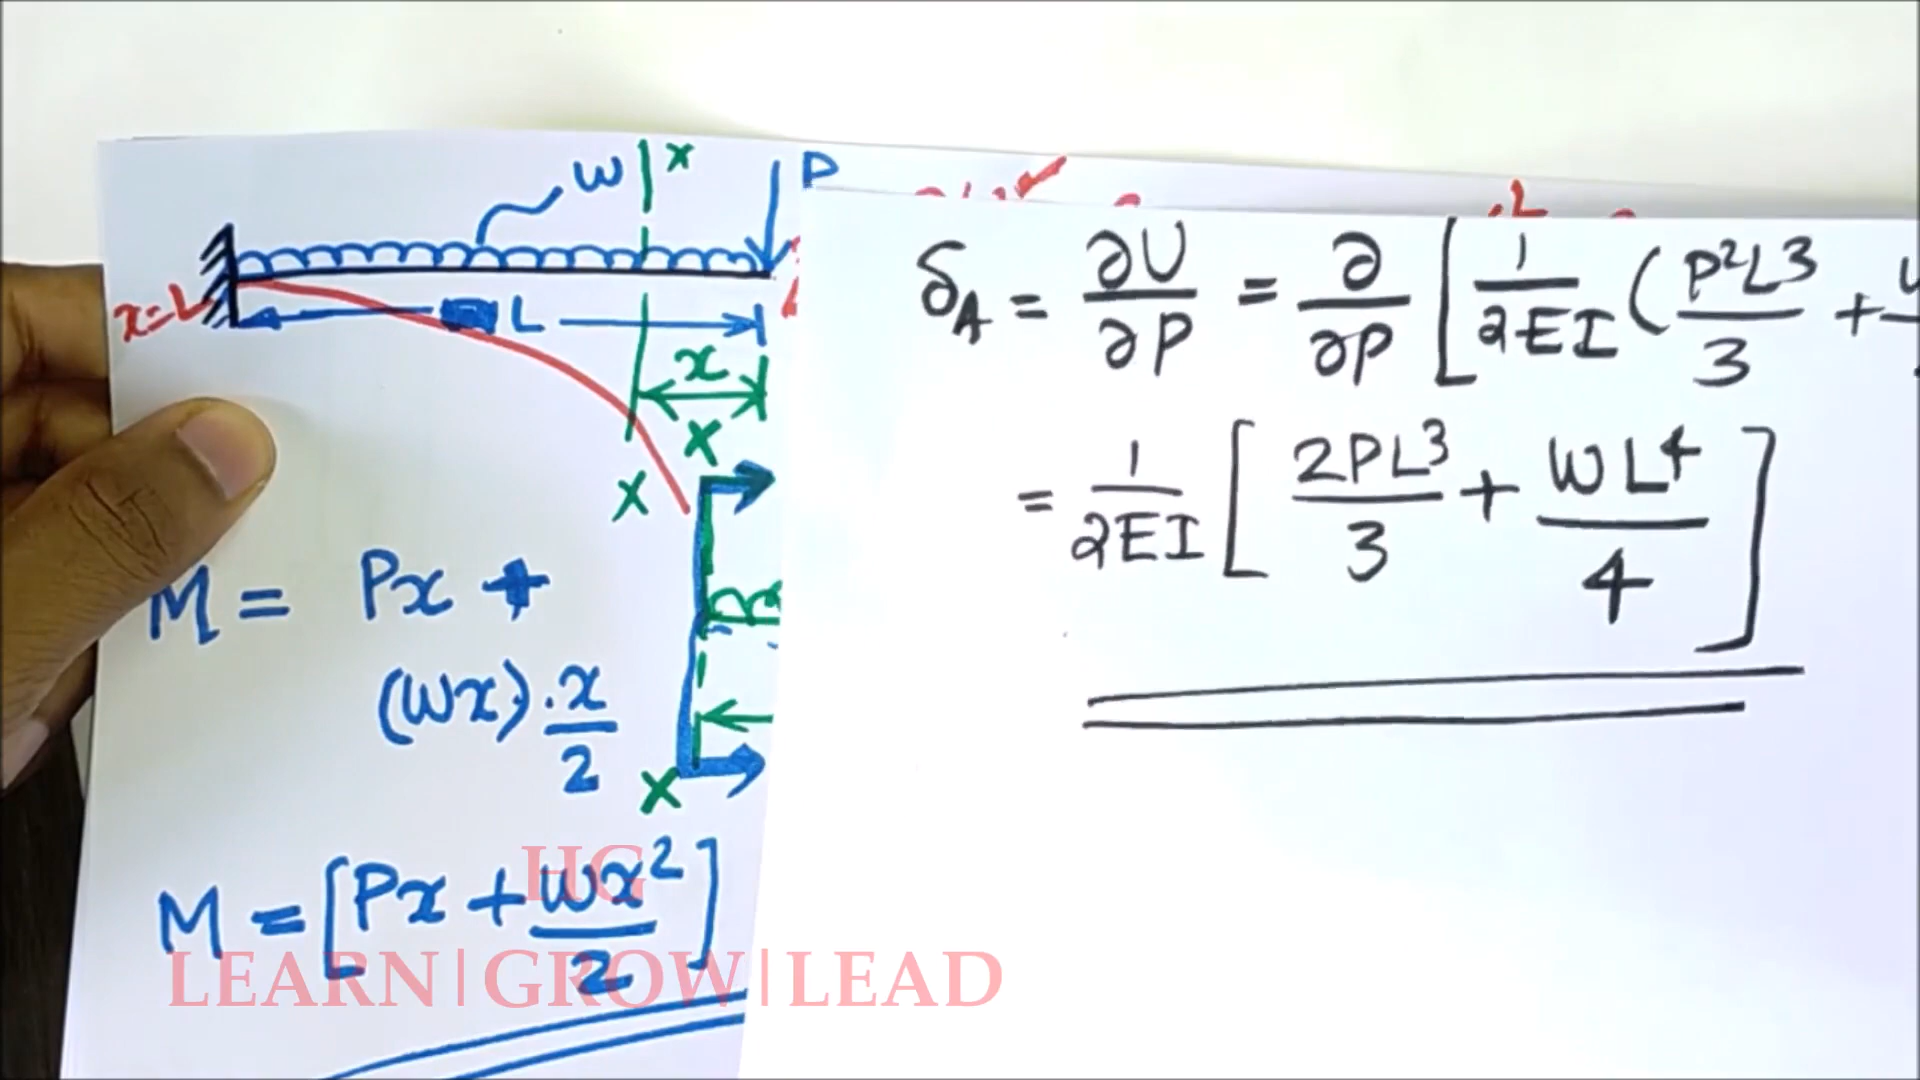 w x P
x=L L
x
x
x
M = Px +
(wx).x/2
x
M = [Px + wx²/2]
δA = ∂U/∂P = ∂/∂P [1/2EI (P²L³/3 +
= 1/2EI [2PL³/3 + wL⁴/4]
HG
LEARN|GROW|LEAD